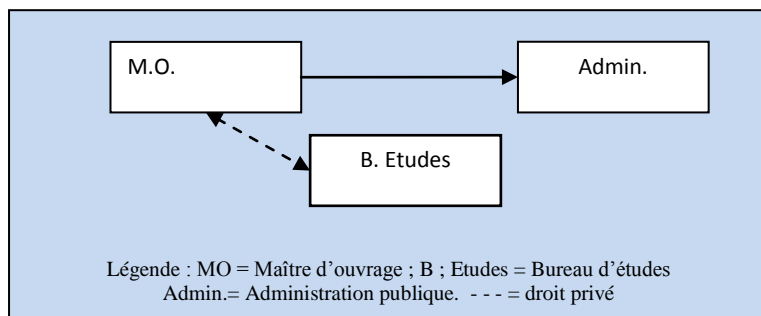 M.O.
Admin.
B. Etudes
Légende : MO = Maître d’ouvrage ; B ; Etudes = Bureau d’études
Admin.= Administration publique. - - - = droit privé